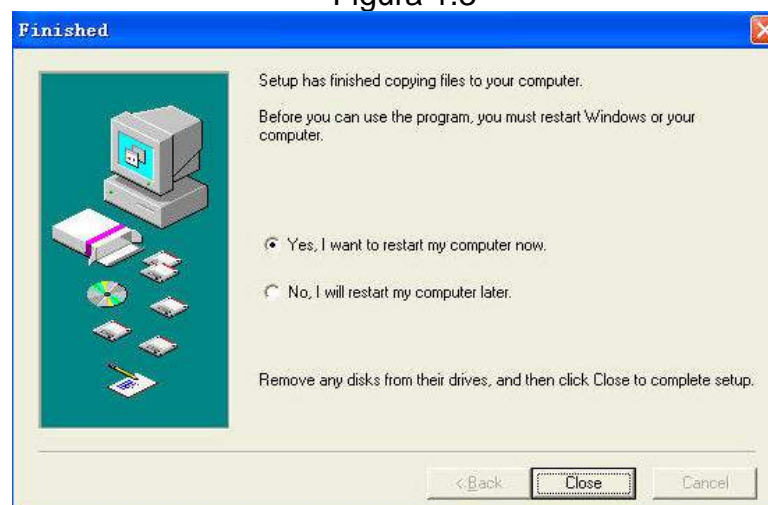 Finished
Setup has finished copying files to your computer.
Before you can use the program, you must restart Windows or your
computer.
Yes, I want to restart my computer now.
No, I will restart my computer later.
Remove any disks from their drives, and then click Close to complete setup.
< Back
Close
Cancel